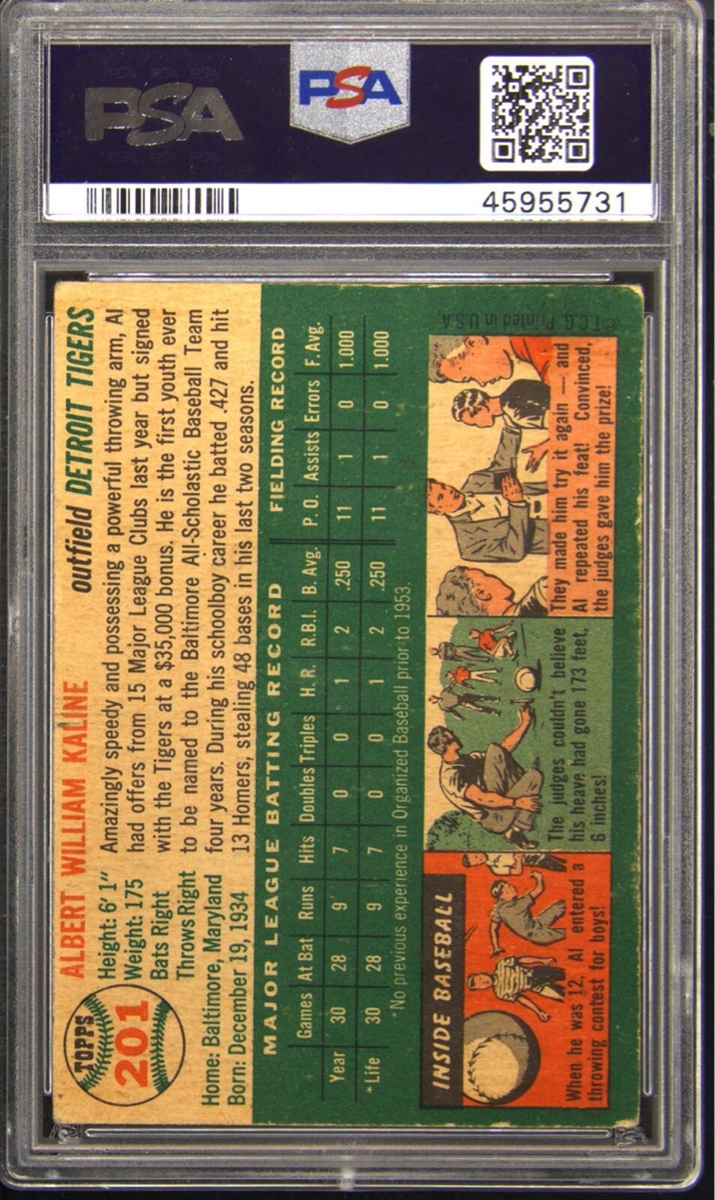 PSA
PSA
45955731
TOPPS
201
ALBERT WILLIAM KALINE
outfield DETROIT TIGERS
Height: 6' 1"
Weight: 175
Bats Right
Throws Right
Home: Baltimore, Maryland
Born: December 19, 1934
Amazingly speedy and possessing a powerful throwing arm, Al
had offers from 15 Major League Clubs last year but signed
with the Tigers at a $35,000 bonus. He is the first youth ever
to be named to the Baltimore All-Scholastic Baseball Team
four years. During his schoolboy career he batted .427 and hit
13 Homers, stealing 48 bases in his last two seasons.
MAJOR LEAGUE BATTING RECORD FIELDING RECORD
Games At Bat Runs Hits Doubles Triples H. R. R.B.I. B. Avg. P. O. Assists Errors F. Avg.
Year 30 28 9 7 0 0 1 2 .250 11 1 0 1.000
*Life 30 28 9 7 0 0 1 2 .250 11 1 0 1.000
*No previous experience in Organized Baseball prior to 1953.
INSIDE BASEBALL
When he was 12, Al entered a
throwing contest for boys!
The judges couldn't believe
his heave had gone 173 feet,
6 inches!
They made him try it again — and
Al repeated his feat! Convinced,
the judges gave him the prize!
©T.C.G. Printed in U.S.A.